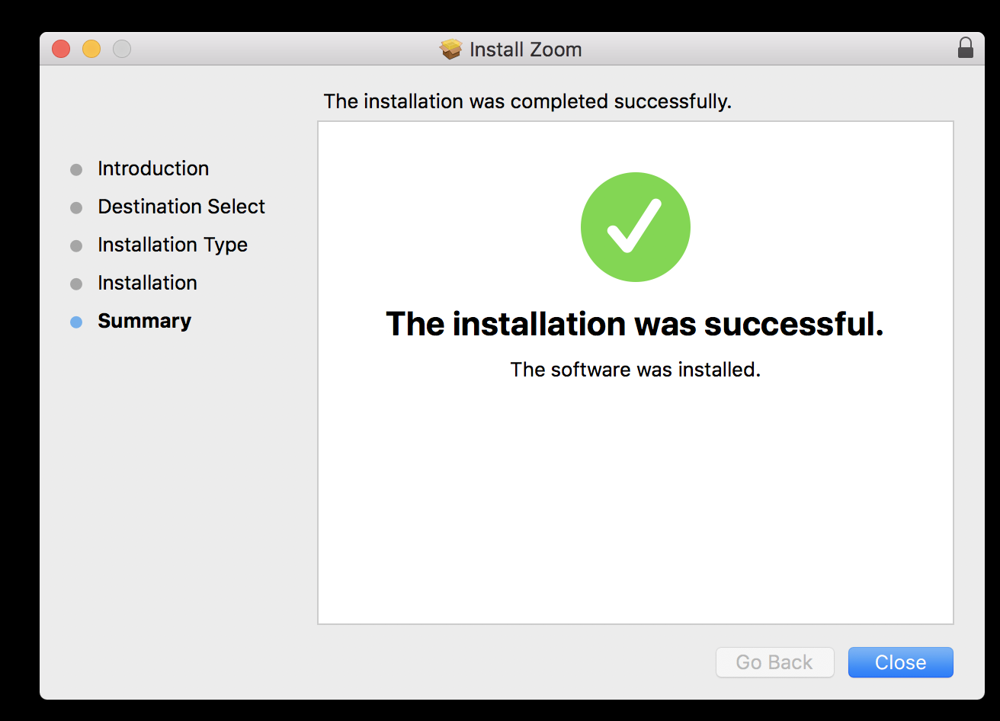 Install Zoom
The installation was completed successfully.
Introduction
Destination Select
Installation Type
Installation
Summary
The installation was successful.
The software was installed.
Go Back
Close